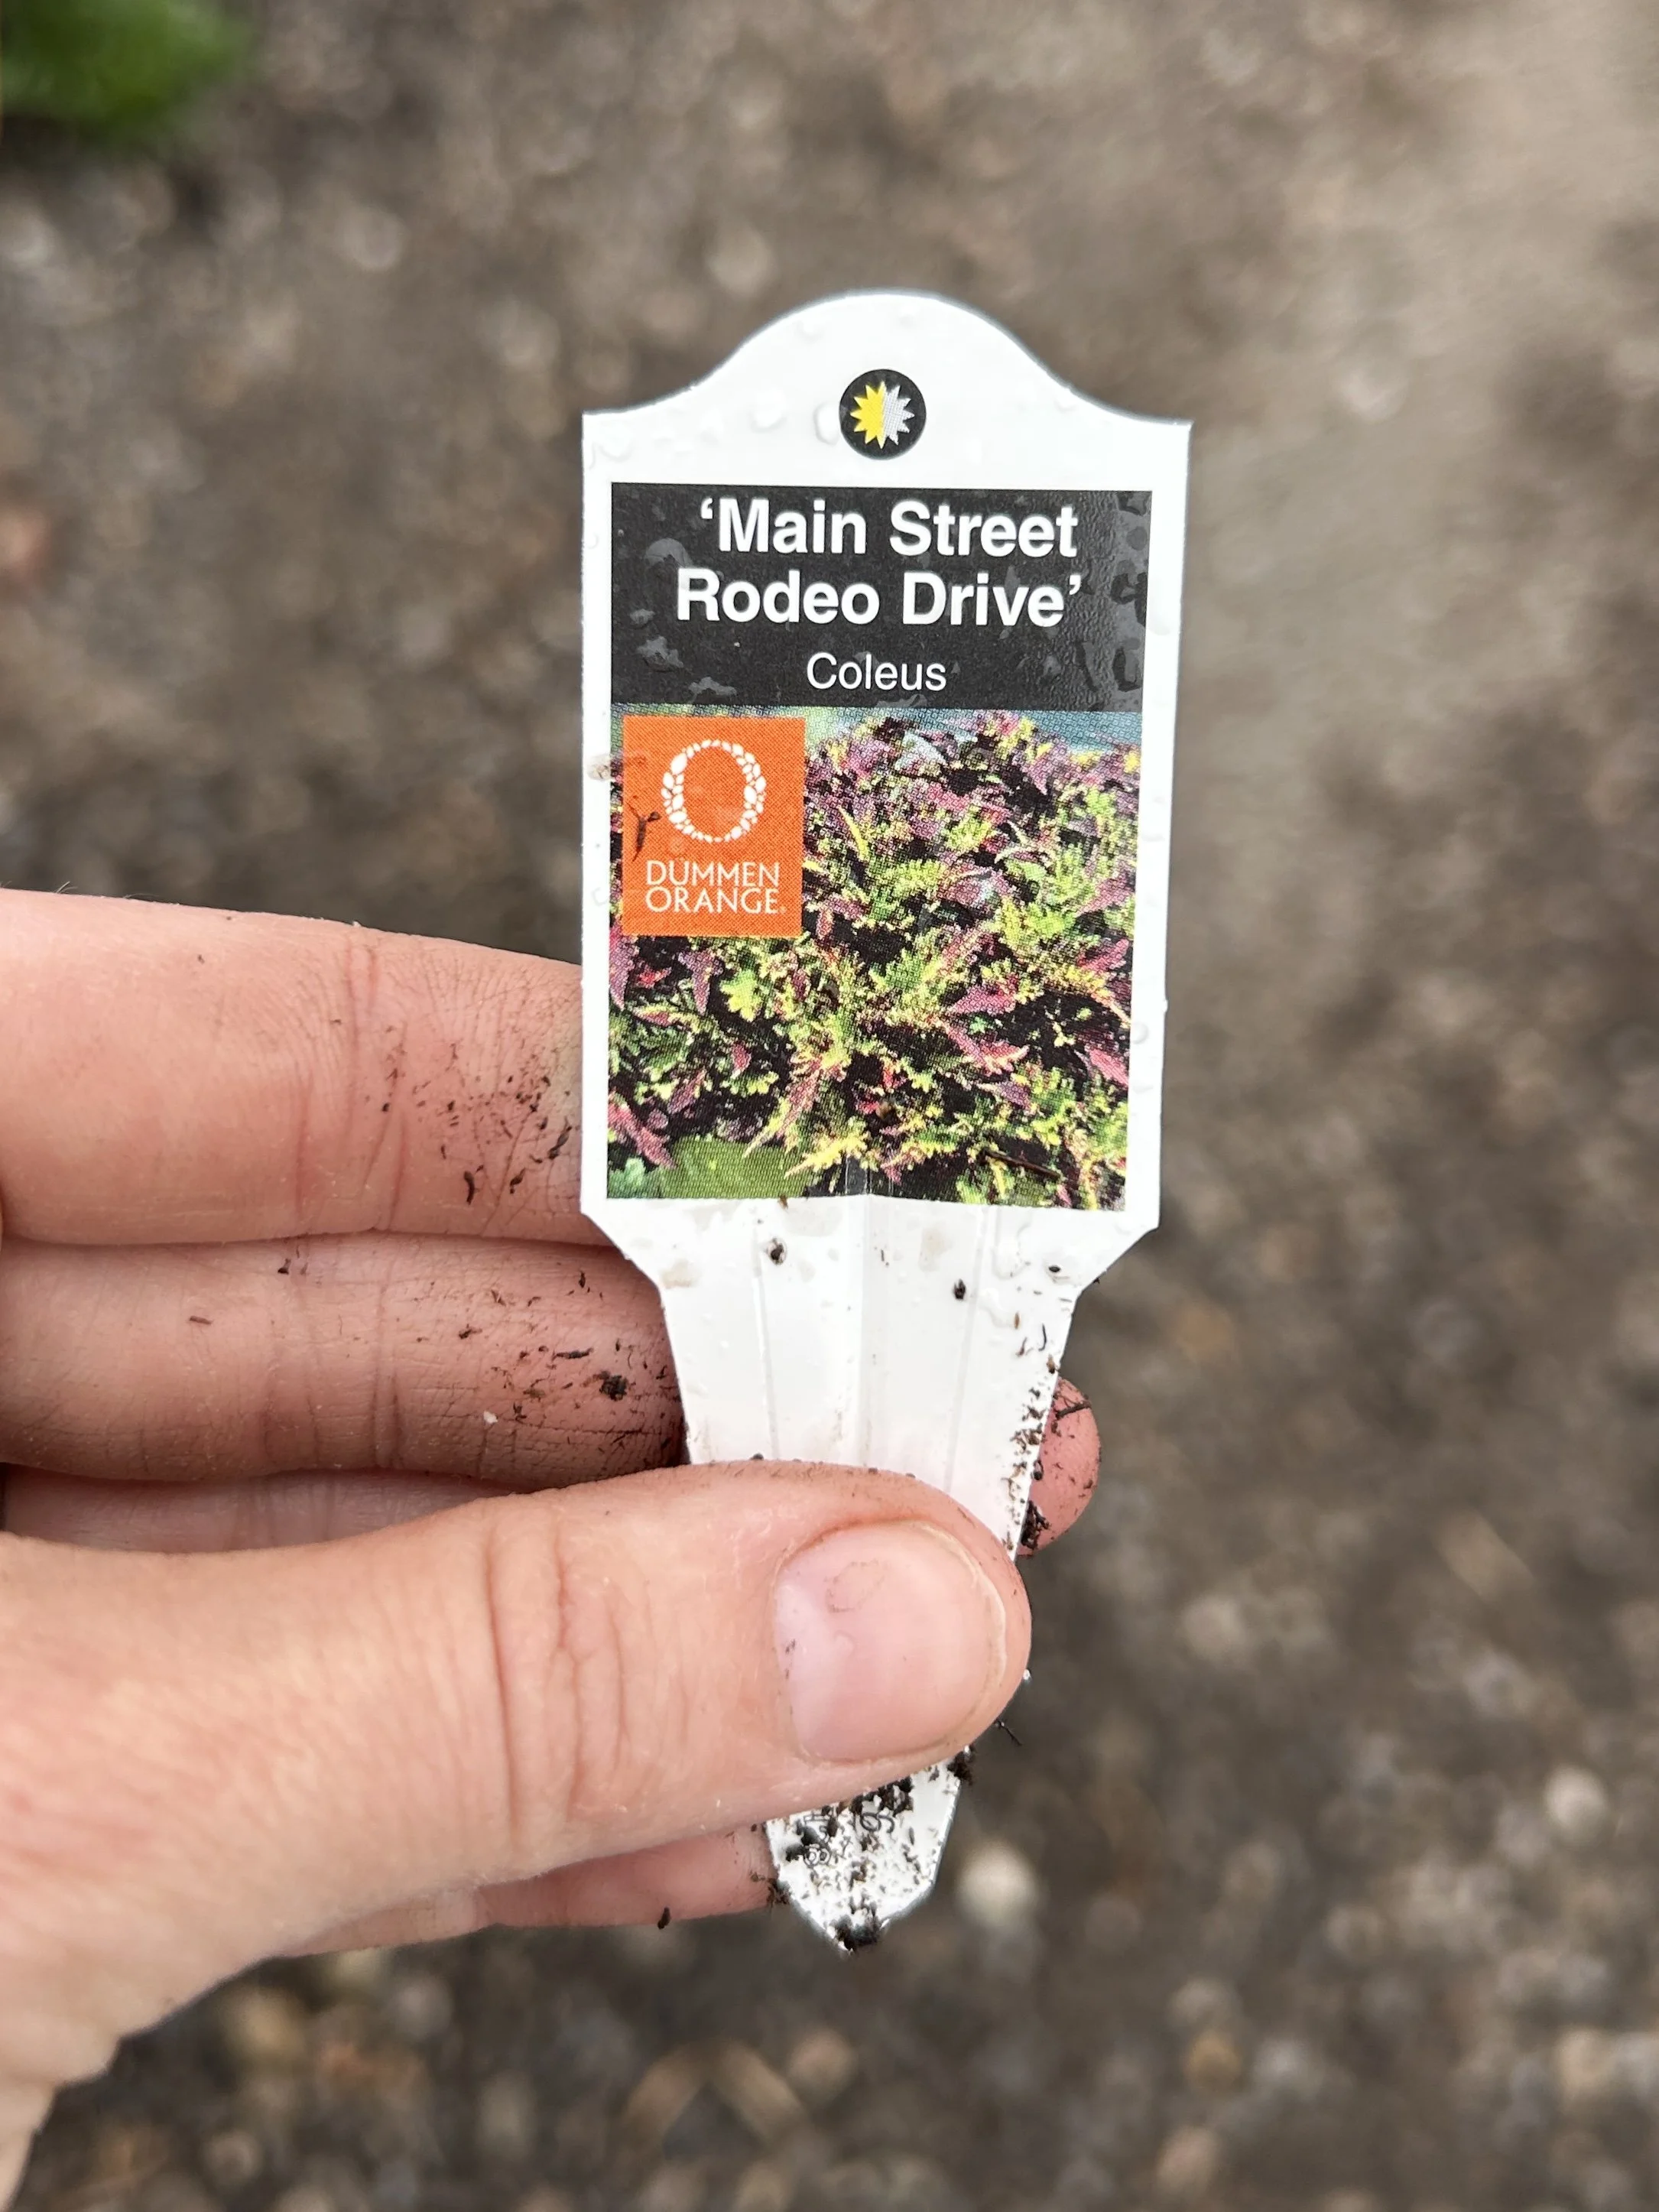 ‘Main Street
Rodeo Drive’
Coleus
DÜMMEN
ORANGE®